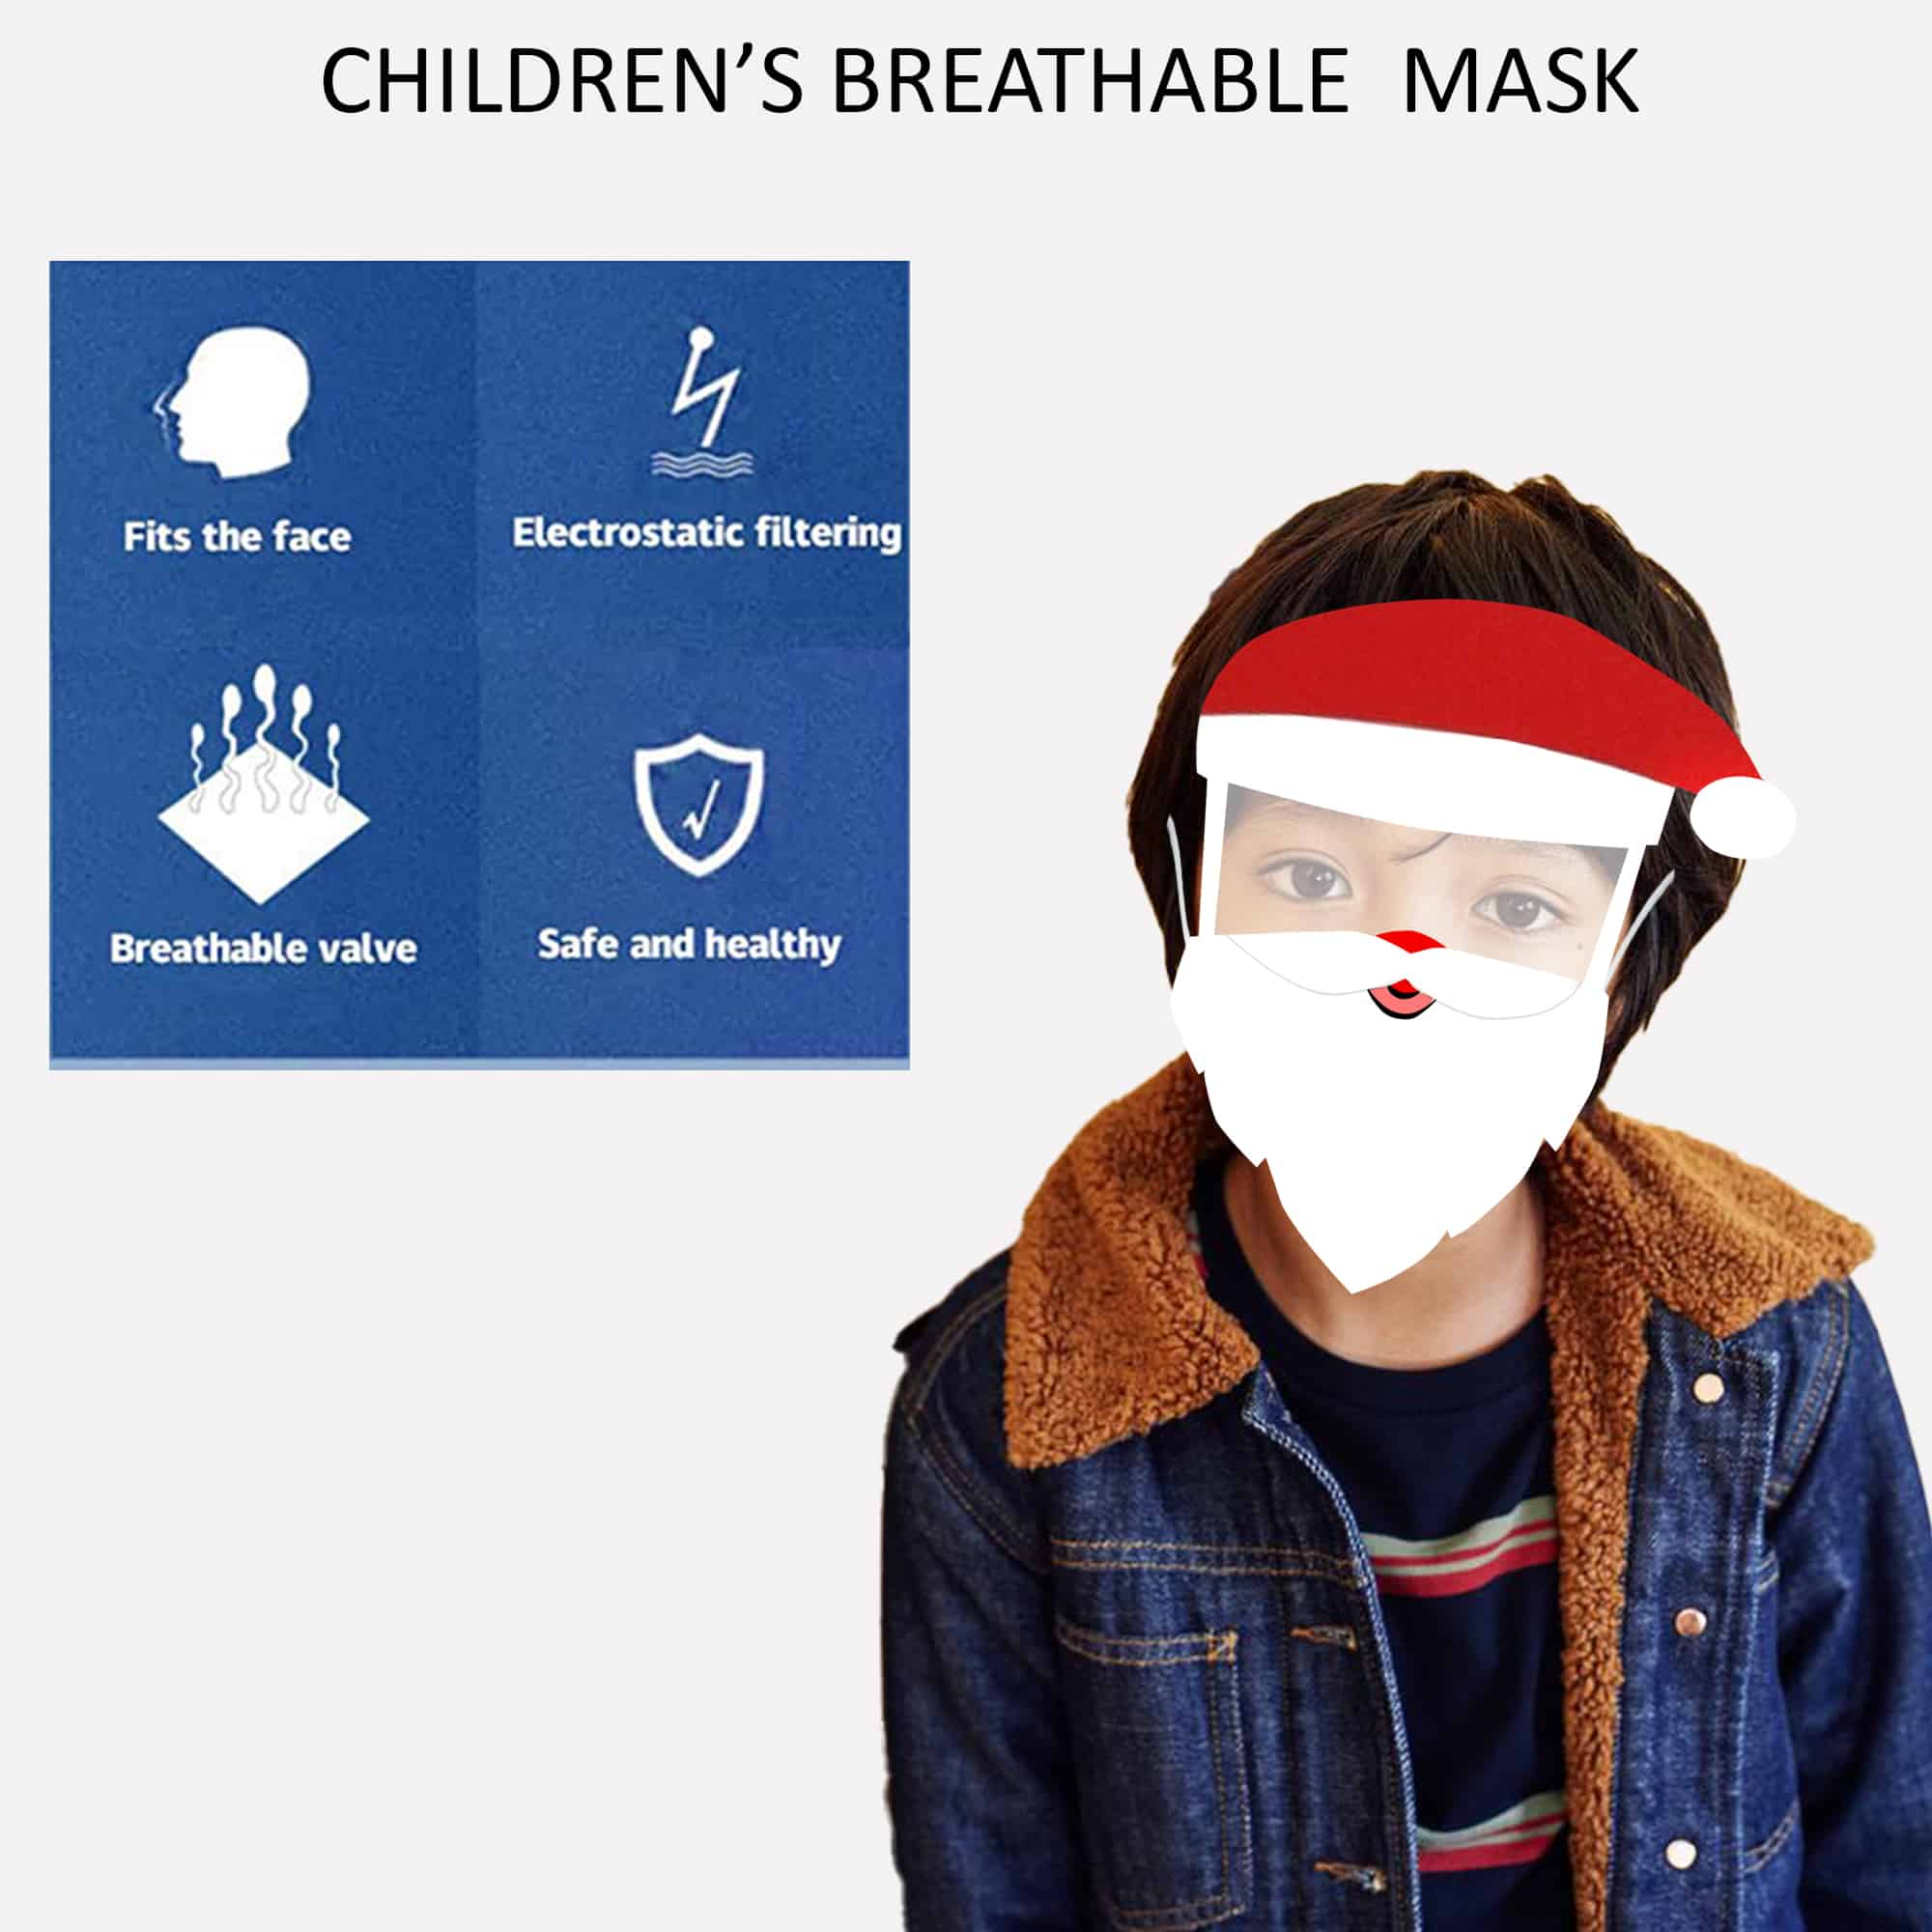 CHILDREN’S BREATHABLE  MASK
Fits the face
Electrostatic filtering
Breathable valve
Safe and healthy